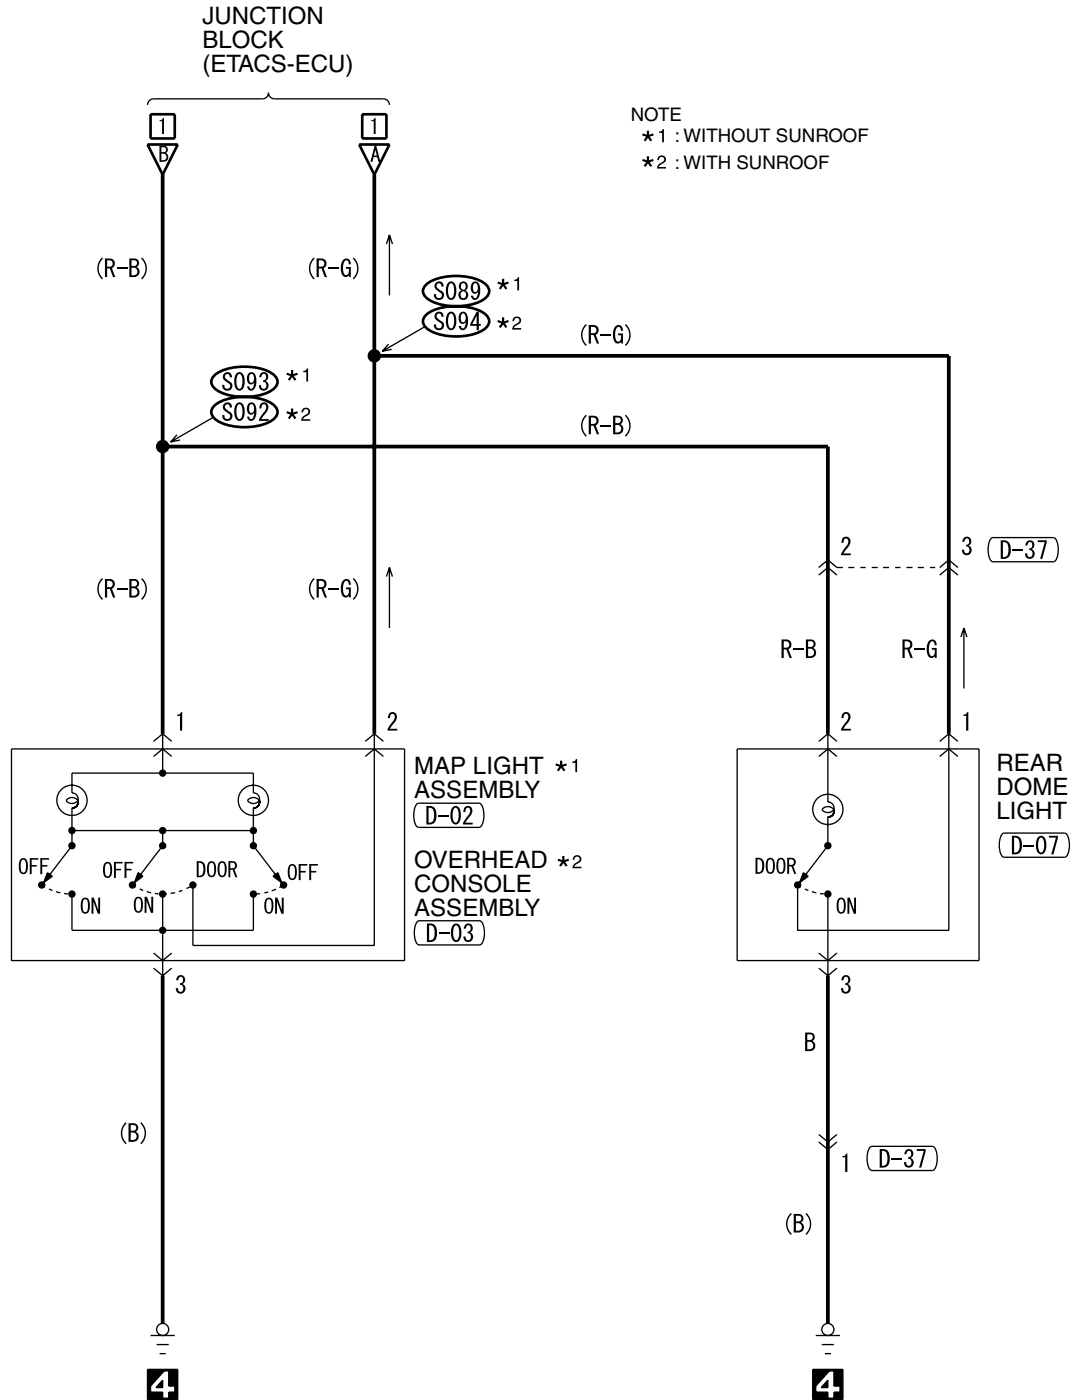 JUNCTION
BLOCK
(ETACS-ECU)
1
1
B
A
NOTE
*1 : WITHOUT SUNROOF
*2 : WITH SUNROOF
(R-B)
(R-G)
S089 *1
S094 *2
(R-G)
S093 *1
S092 *2
(R-B)
2
3
D-37
(R-B)
(R-G)
R-B
R-G
1
2
2
1
MAP LIGHT *1
ASSEMBLY
D-02
OVERHEAD *2
CONSOLE
ASSEMBLY
D-03
OFF
OFF
DOOR
OFF
ON
ON
ON
REAR
DOME
LIGHT
D-07
DOOR
ON
3
3
B
(B)
1
D-37
(B)
4
4